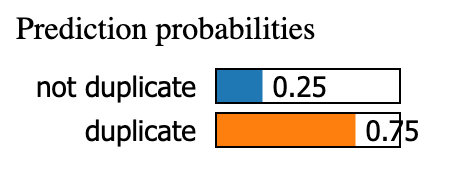 Prediction probabilities
not duplicate 0.25
duplicate 0.75